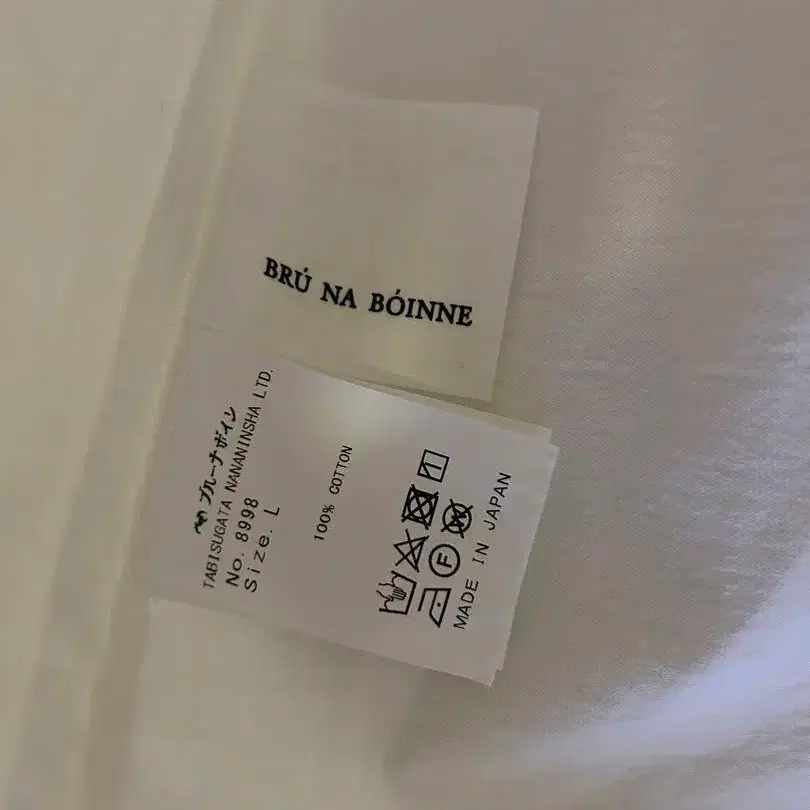 BRÚ NA BÓINNE
ブルーナボイン
TABISUGATA NANANINSHA LTD.
No. 8998
Size. L
100% COTTON
F
W
MADE IN JAPAN